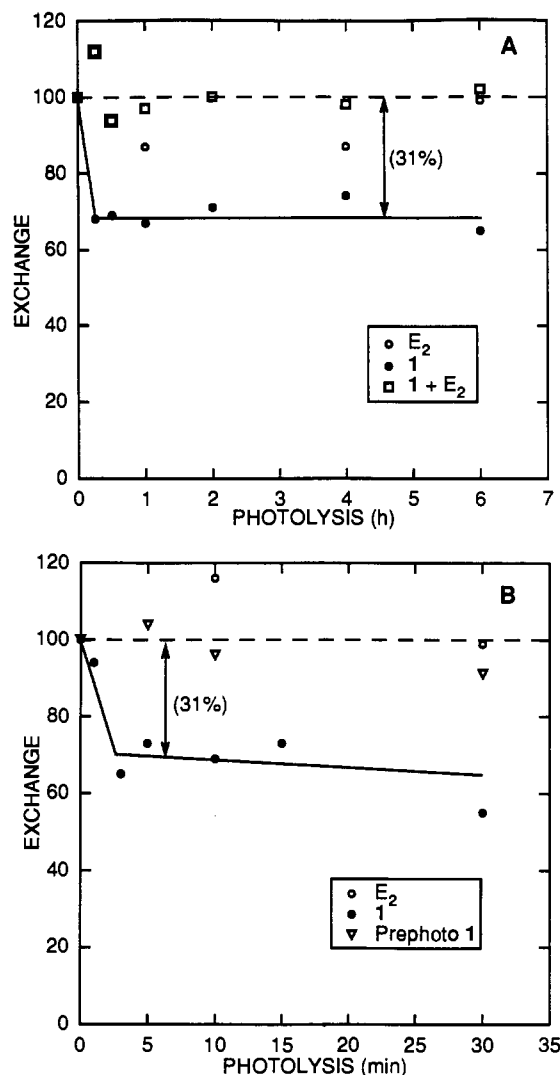 A
120
100
80
60
40
20
0
EXCHANGE
(31%)
E₂
1
1 + E₂
0 1 2 3 4 5 6 7
PHOTOLYSIS (h)
B
120
100
80
60
40
20
0
EXCHANGE
(31%)
E₂
1
Prephoto 1
0 5 10 15 20 25 30 35
PHOTOLYSIS (min)